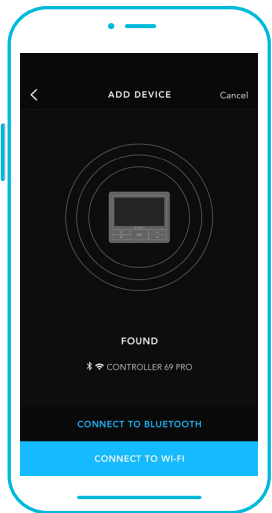 ADD DEVICE Cancel
FOUND
CONTROLLER 69 PRO
CONNECT TO BLUETOOTH
CONNECT TO WI-FI